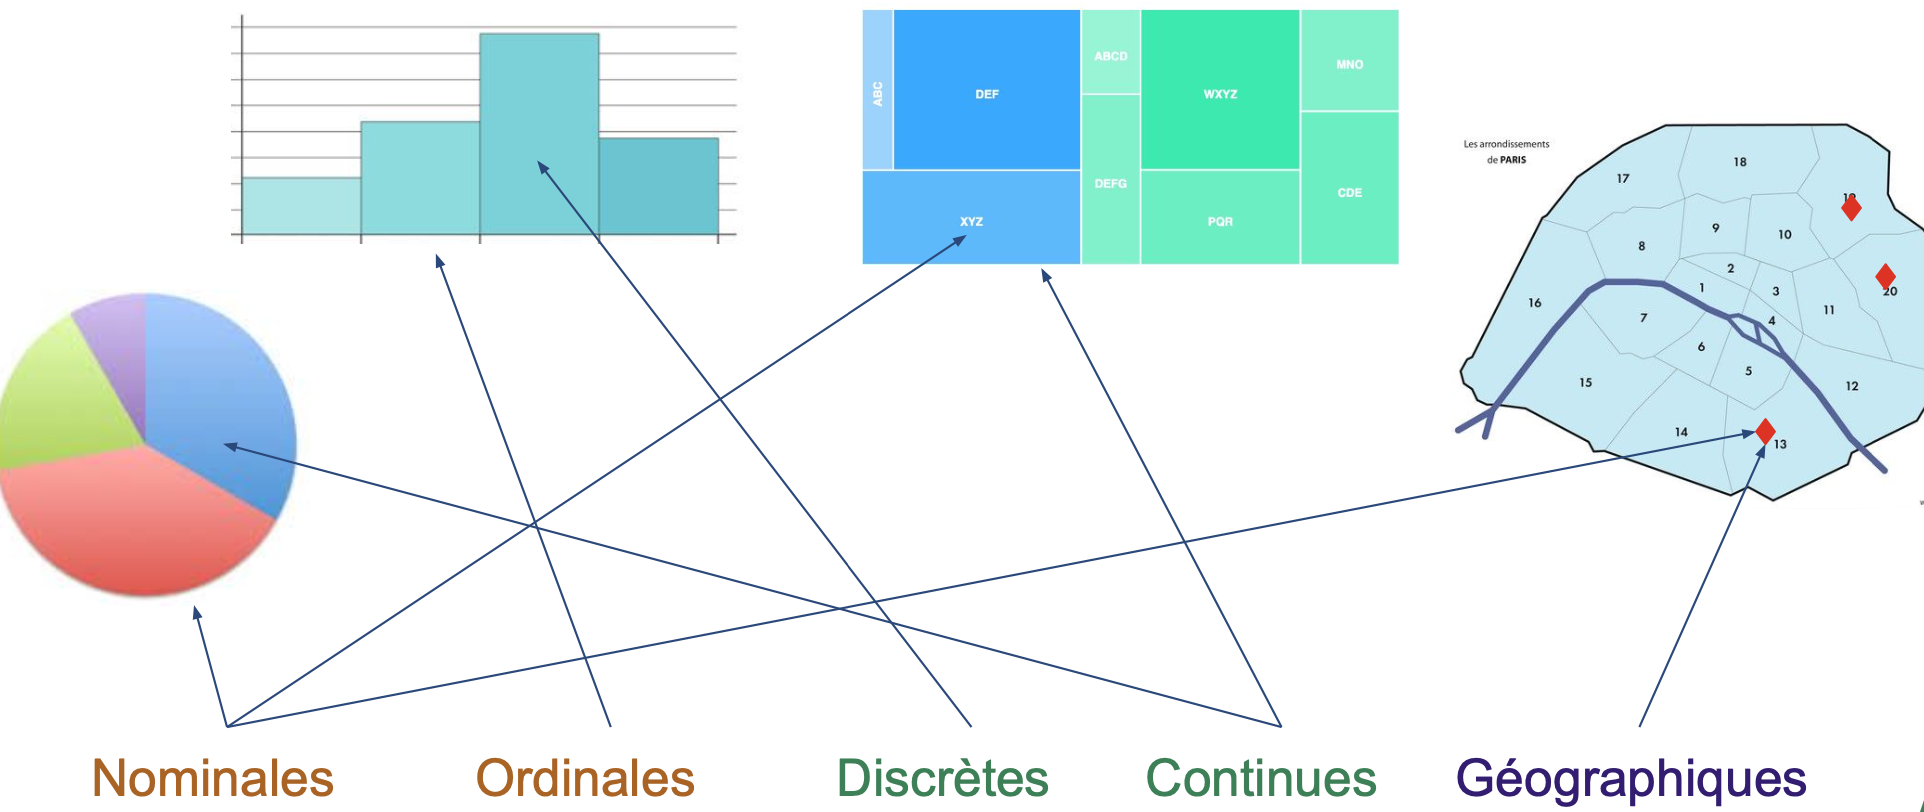 ABC
DEF
XYZ
ABCD
DEFG
WXYZ
PQR
MNO
CDE
Les arrondissements
de PARIS
18
17
19
9
10
8
2
1
3
20
16
11
7
4
6
5
15
12
14
13
Nominales
Ordinales
Discrètes
Continues
Géographiques